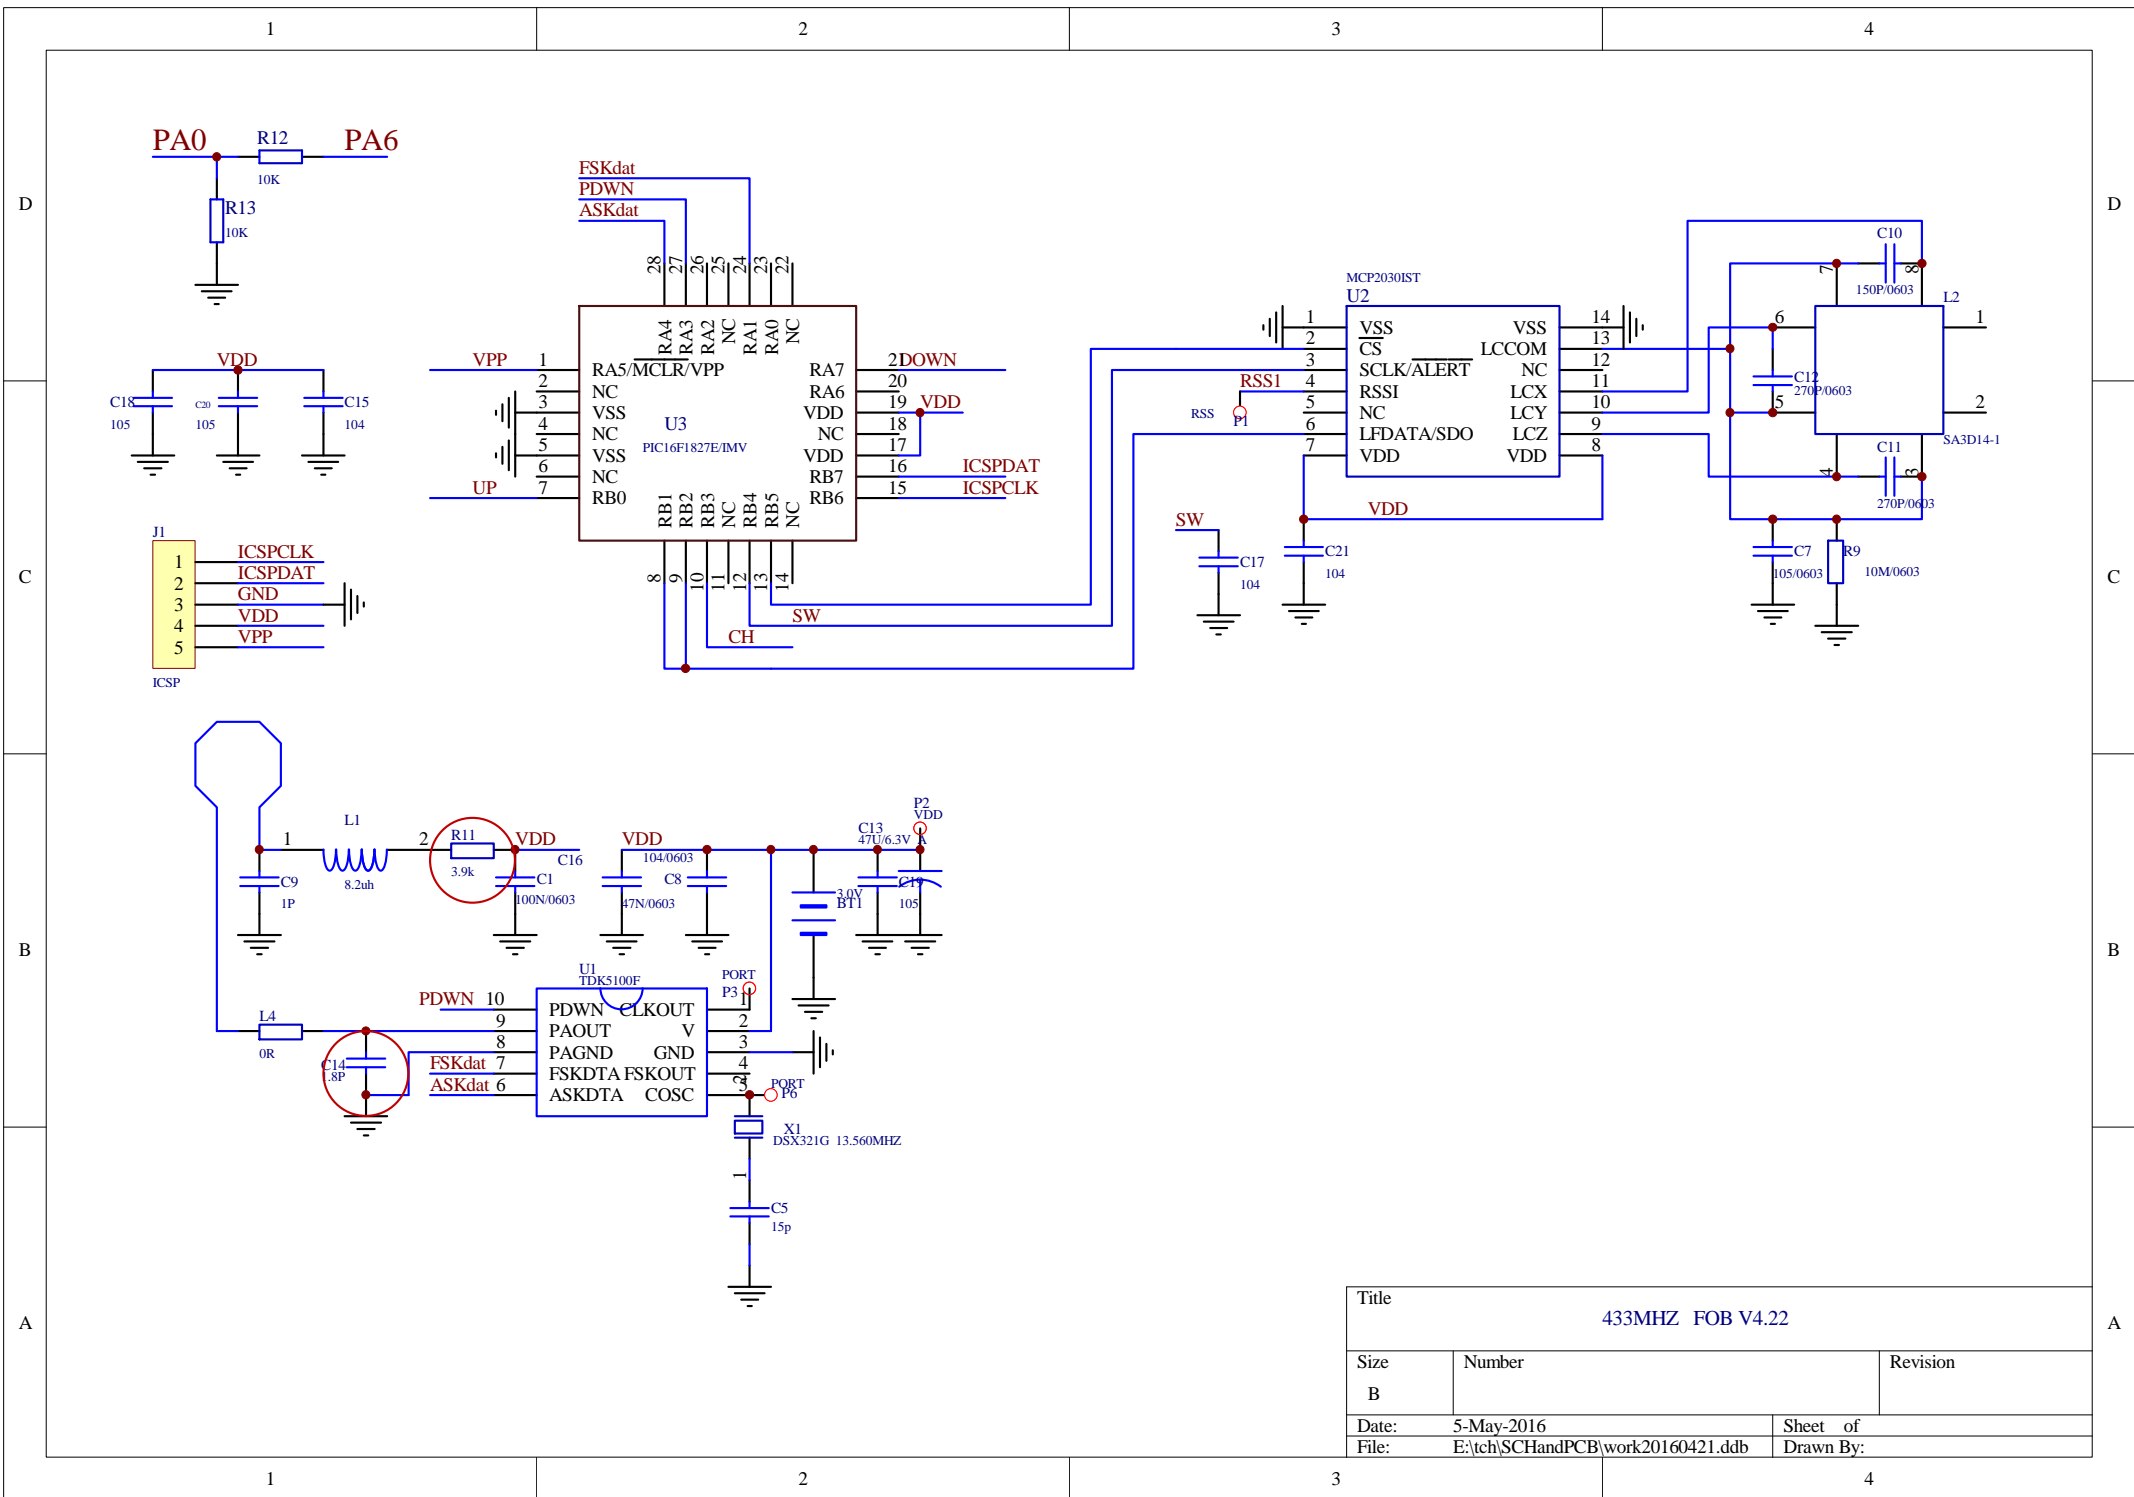 1 2 3 4
D D
C C
B B
A A
1 2 3 4
PA0 R12 PA6
10K
R13
10K
VDD
C18 C20 C15
105 105 104
J1
1 ICSPCLK
2 ICSPDAT
3 GND
4 VDD
5 VPP
ICSP
FSKdat
PDWN
ASKdat
28 27 26 25 24 23 22
RA4 RA3 RA2 NC RA1 RA0 NC
VPP 1 RA5/MCLR/VPP
2 NC
3 VSS
4 NC
5 VSS
6 NC
UP 7 RB0
U3
PIC16F1827E/IMV
RA7 21 DOWN
RA6 20
VDD 19 VDD
NC 18
VDD 17
RB7 16 ICSPDAT
RB6 15 ICSPCLK
RB1 RB2 RB3 NC RB4 RB5 NC
8 9 10 11 12 13 14
SW
CH
MCP2030IST
U2
1 VSS
2 CS
3 SCLK/ALERT
RSS1 4 RSSI
5 NC
6 LFDATA/SDO
7 VDD
RSS P1
VSS 14
LCCOM 13
NC 12
LCX 11
LCY 10
LCZ 9
VDD 8
VDD
SW
C17
104
C21
104
C10
150P/0603
7 8
L2
6 1
C12
270P/0603
5 2
SA3D14-1
C11
4 3
270P/0603
C7
105/0603
R9
10M/0603
L1
1 2
8.2uh
R11
3.9k
VDD
C16
C9
1P
C1
100N/0603
VDD
104/0603
C8
47N/0603
3.0V
BT1
C13
47U/6.3V A
P2
VDD
C19
105
U1
TDK5100F
PDWN 10 PDWN
9 PAOUT
8 PAGND
FSKdat 7 FSKDTA
ASKdat 6 ASKDTA
CLKOUT 1
V 2
GND 3
FSKOUT 4
COSC 5
PORT
P3
PORT
P6
L4
0R
C14
1.8P
2
X1
DSX321G 13.560MHZ
1
C5
15p
Title
433MHZ FOB V4.22
Size Number Revision
B
Date: 5-May-2016 Sheet of
File: E:\tch\SCHandPCB\work20160421.ddb Drawn By: